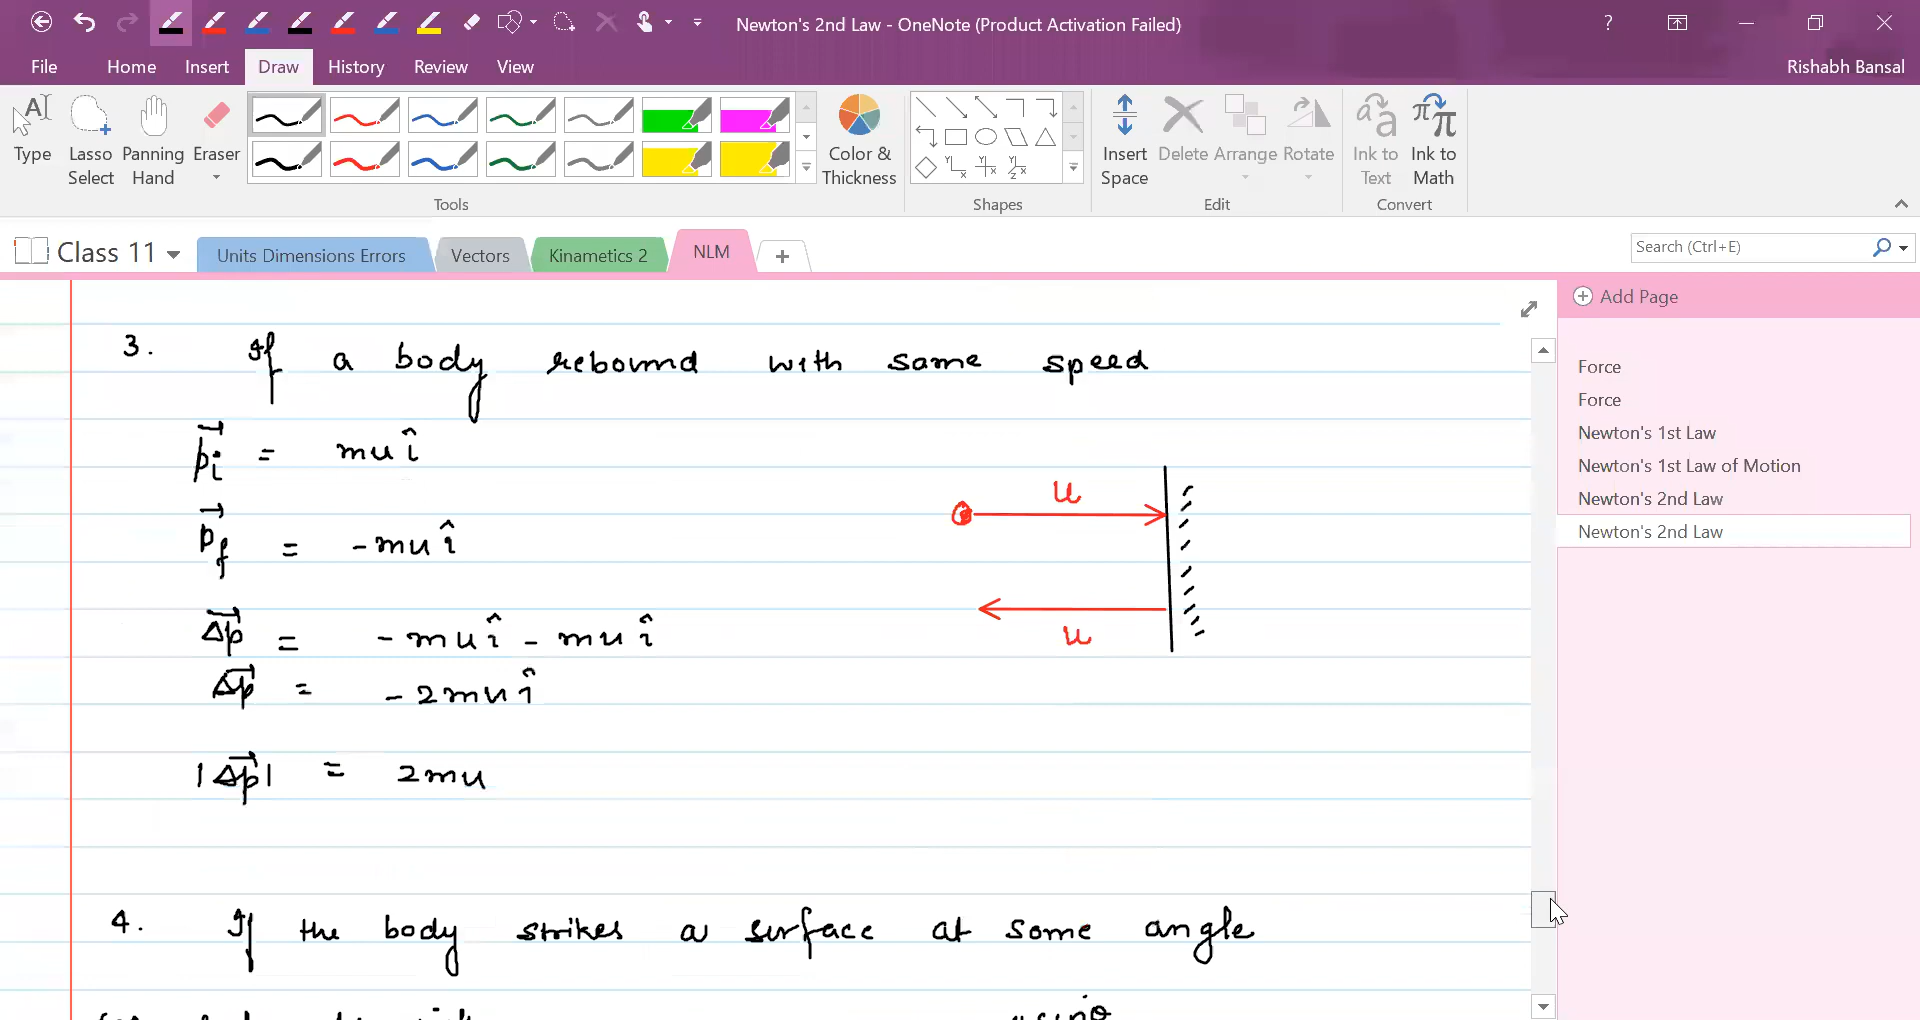 Newton's 2nd Law - OneNote (Product Activation Failed)
?
File Home Insert Draw History Review View
Rishabh Bansal
Type
Lasso Select
Panning Hand
Eraser
Color & Thickness
Insert Space
Delete
Arrange
Rotate
Ink to Text
Ink to Math
Tools
Shapes
Edit
Convert
Class 11
Units Dimensions Errors
Vectors
Kinametics 2
NLM
Search (Ctrl+E)
Add Page
Force
Force
Newton's 1st Law
Newton's 1st Law of Motion
Newton's 2nd Law
Newton's 2nd Law
3. If a body rebound with same speed
p⃗i = mu î
p⃗f = -mu î
Δp⃗ = -mu î - mu î
Δp⃗ = -2mu î
|Δp⃗| = 2mu
u
u
4. If the body strikes a surface at some angle